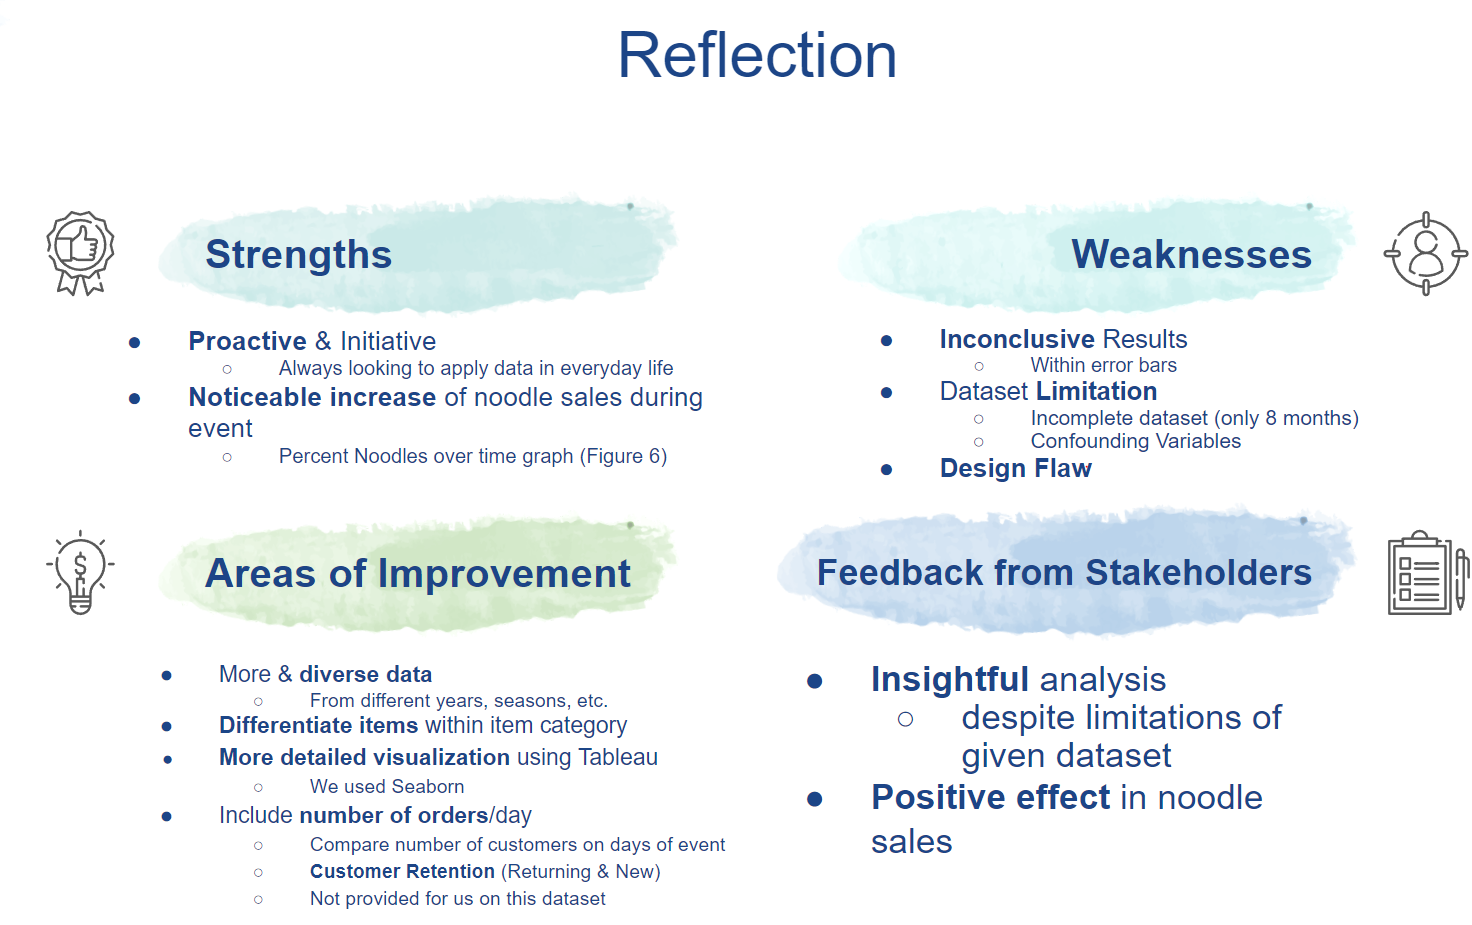 Reflection
Strengths
● Proactive & Initiative
○ Always looking to apply data in everyday life
● Noticeable increase of noodle sales during
event
○ Percent Noodles over time graph (Figure 6)
Weaknesses
● Inconclusive Results
○ Within error bars
● Dataset Limitation
○ Incomplete dataset (only 8 months)
○ Confounding Variables
● Design Flaw
Areas of Improvement
● More & diverse data
○ From different years, seasons, etc.
● Differentiate items within item category
● More detailed visualization using Tableau
○ We used Seaborn
● Include number of orders/day
○ Compare number of customers on days of event
○ Customer Retention (Returning & New)
○ Not provided for us on this dataset
Feedback from Stakeholders
● Insightful analysis
○ despite limitations of
given dataset
● Positive effect in noodle
sales